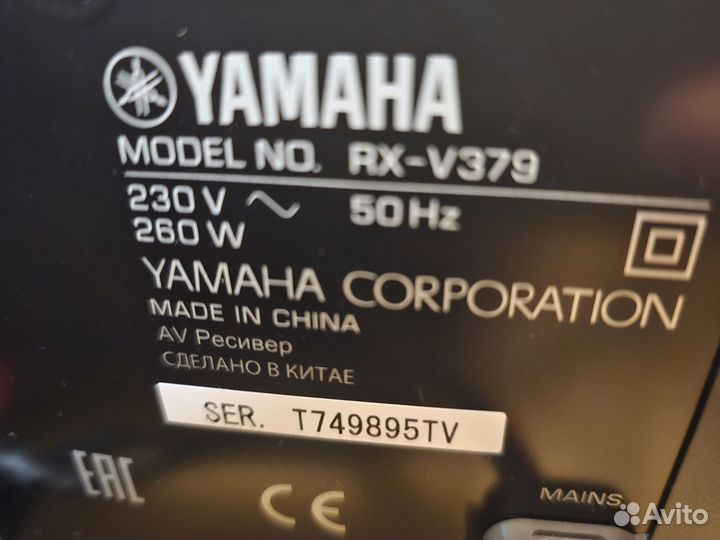 YAMAHA
MODEL NO. RX-V379
230 V ~ 50 Hz
260 W
YAMAHA CORPORATION
MADE IN CHINA
AV Ресивер
СДЕЛАНО В КИТАЕ
SER. T749895TV
EAC
CE
MAINS
Avito